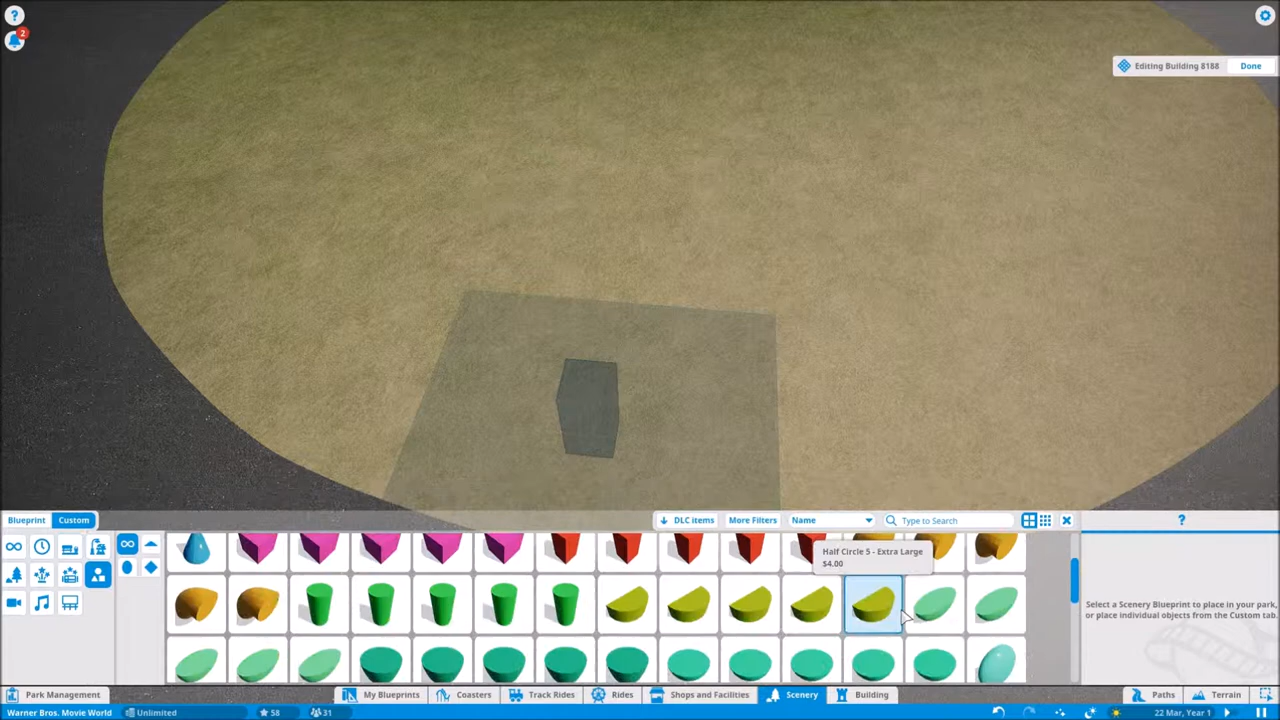 ?
2
Editing Building 8188 Done
Blueprint Custom
DLC items More Filters Name Type to Search
?
Half Circle 5 - Extra Large
$4.00
Select a Scenery Blueprint to place in your park,
or place individual objects from the Custom tab.
Park Management My Blueprints Coasters Track Rides Rides Shops and Facilities Scenery Building Paths Terrain
Warner Bros. Movie World Unlimited 58 31 22 Mar, Year 1